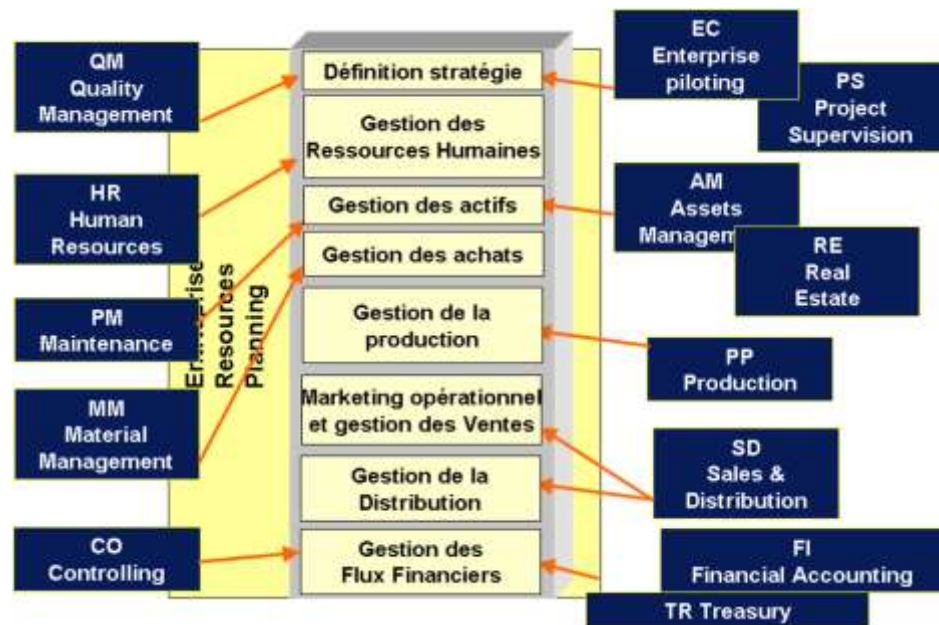 QM
Quality
Management
HR
Human
Resources
PM
Maintenance
MM
Material
Management
CO
Controlling
Enterprise
Resources
Planning
Définition stratégie
Gestion des
Ressources Humaines
Gestion des actifs
Gestion des achats
Gestion de la
production
Marketing opérationnel
et gestion des Ventes
Gestion de la
Distribution
Gestion des
Flux Financiers
EC
Enterprise
piloting
PS
Project
Supervision
AM
Assets
Management
RE
Real
Estate
PP
Production
SD
Sales &
Distribution
FI
Financial Accounting
TR Treasury